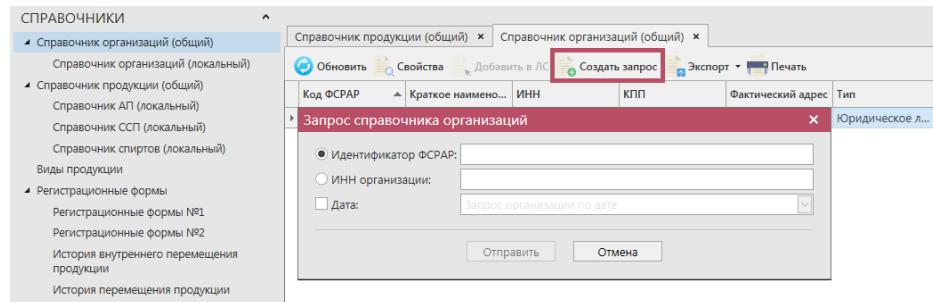 СПРАВОЧНИКИ
Справочник организаций (общий)
Справочник организаций (локальный)
Справочник продукции (общий)
Справочник АП (локальный)
Справочник ССП (локальный)
Справочник спиртов (локальный)
Виды продукции
Регистрационные формы
Регистрационные формы №1
Регистрационные формы №2
История внутреннего перемещения
продукции
История перемещения продукции
Справочник продукции (общий) × Справочник организаций (общий) ×
Обновить Свойства Добавить в ЛС Создать запрос Экспорт Печать
Код ФСРАР Краткое наимено... ИНН КПП Фактический адрес Тип
Юридическое л...
Запрос справочника организаций ×
Идентификатор ФСРАР:
ИНН организации:
Дата: Запрос организации по дате
Отправить Отмена